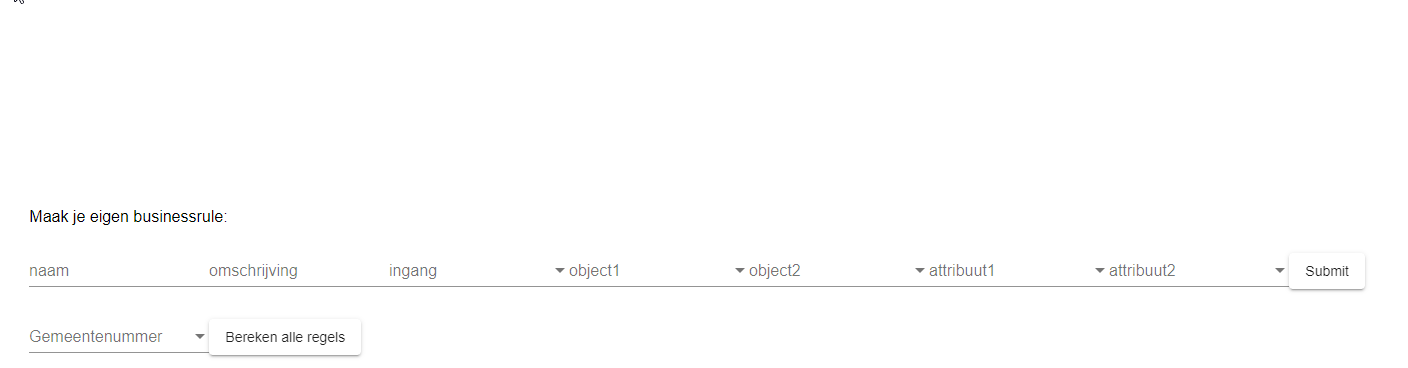 Maak je eigen businessrule:
naam omschrijving ingang object1 object2 attribuut1 attribuut2 Submit
Gemeentenummer Bereken alle regels